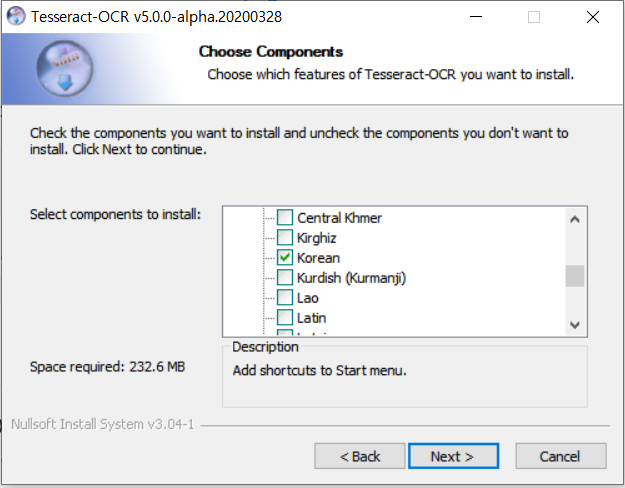 Tesseract-OCR v5.0.0-alpha.20200328
Choose Components
Choose which features of Tesseract-OCR you want to install.
Check the components you want to install and uncheck the components you don't want to
install. Click Next to continue.
Select components to install:
Central Khmer
Kirghiz
Korean
Kurdish (Kurmanji)
Lao
Latin
Space required: 232.6 MB
Description
Add shortcuts to Start menu.
Nullsoft Install System v3.04-1
< Back
Next >
Cancel